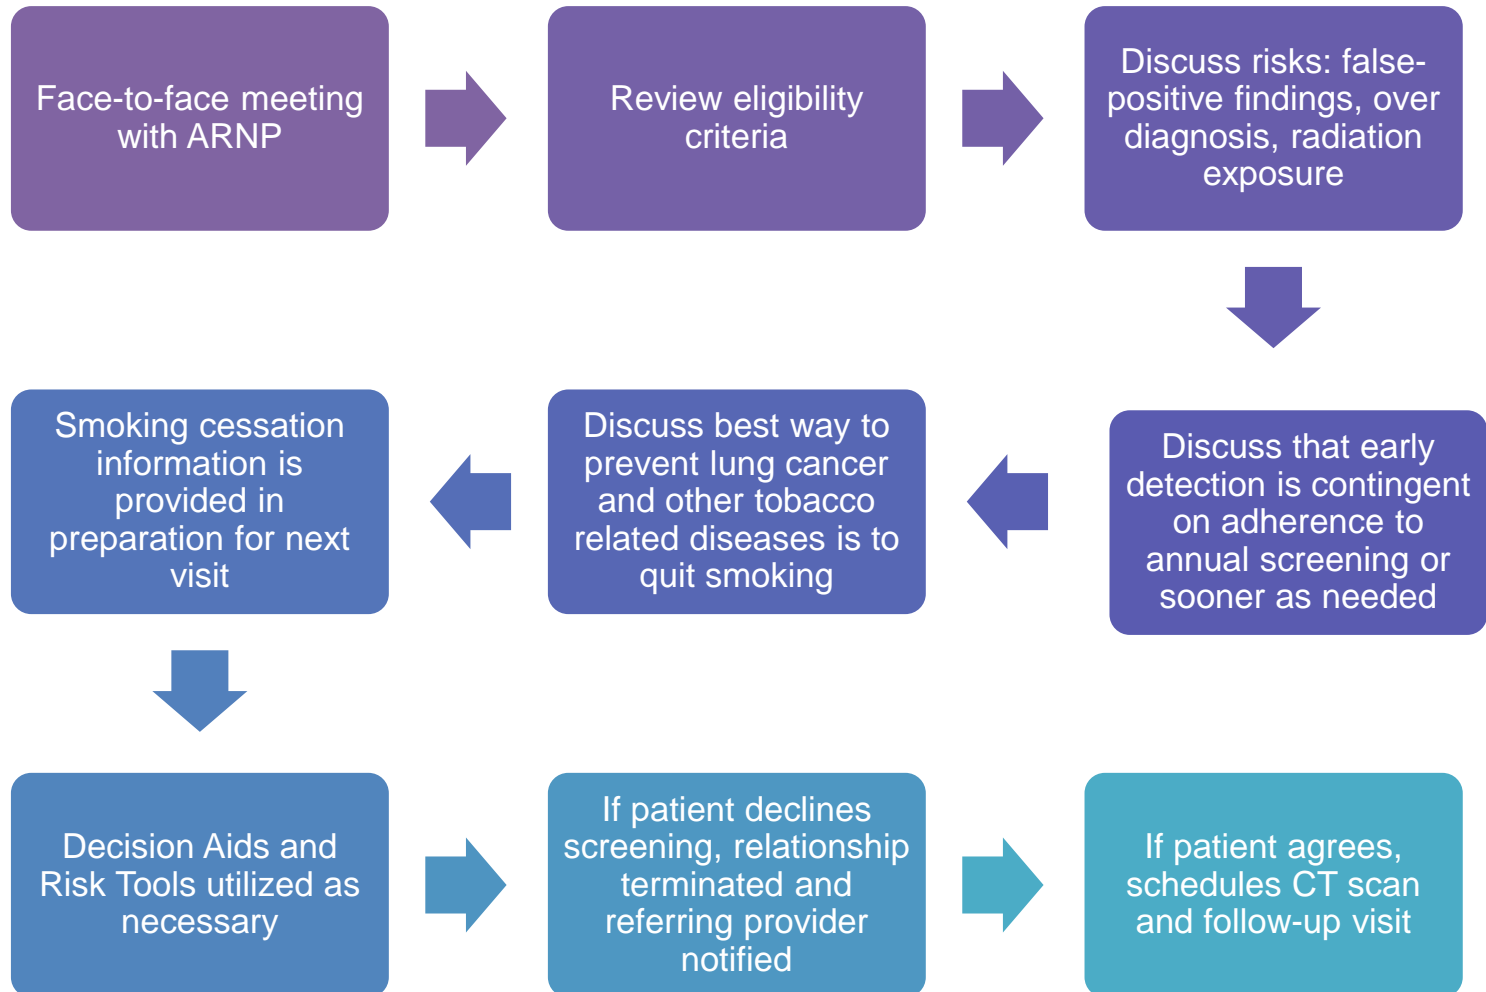 Face-to-face meeting
with ARNP
Review eligibility
criteria
Discuss risks: false-
positive findings, over
diagnosis, radiation
exposure
Discuss that early
detection is contingent
on adherence to
annual screening or
sooner as needed
Discuss best way to
prevent lung cancer
and other tobacco
related diseases is to
quit smoking
Smoking cessation
information is
provided in
preparation for next
visit
Decision Aids and
Risk Tools utilized as
necessary
If patient declines
screening, relationship
terminated and
referring provider
notified
If patient agrees,
schedules CT scan
and follow-up visit